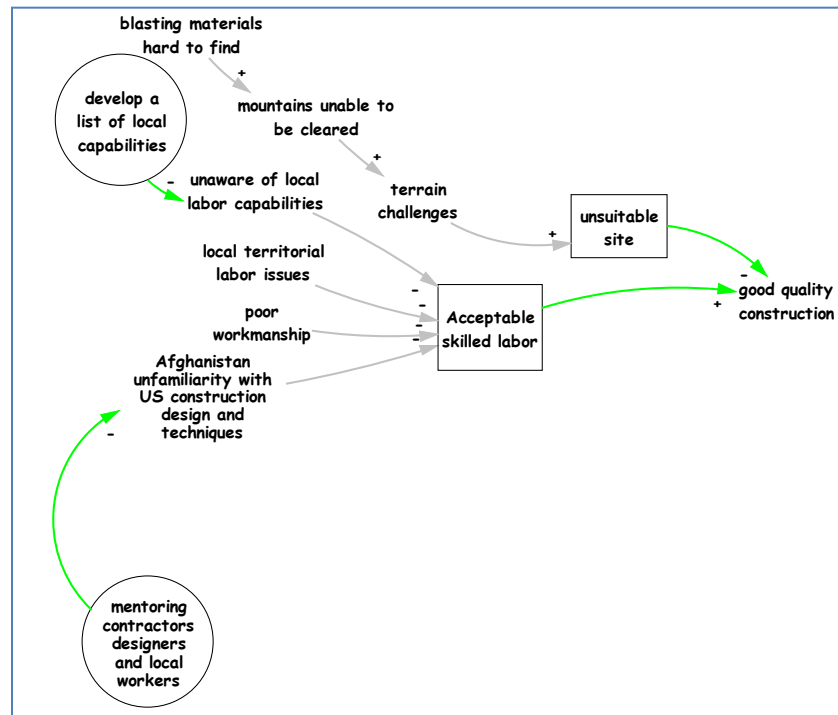 blasting materials
hard to find
+
develop a
list of local
capabilities
mountains unable to
be cleared
+
-
unaware of local
labor capabilities
terrain
challenges
+
unsuitable
site
local territorial
labor issues
-
good quality
construction
+
-
-
-
-
Acceptable
skilled labor
poor
workmanship
Afghanistan
unfamiliarity with
US construction
design and
techniques
-
mentoring
contractors
designers
and local
workers